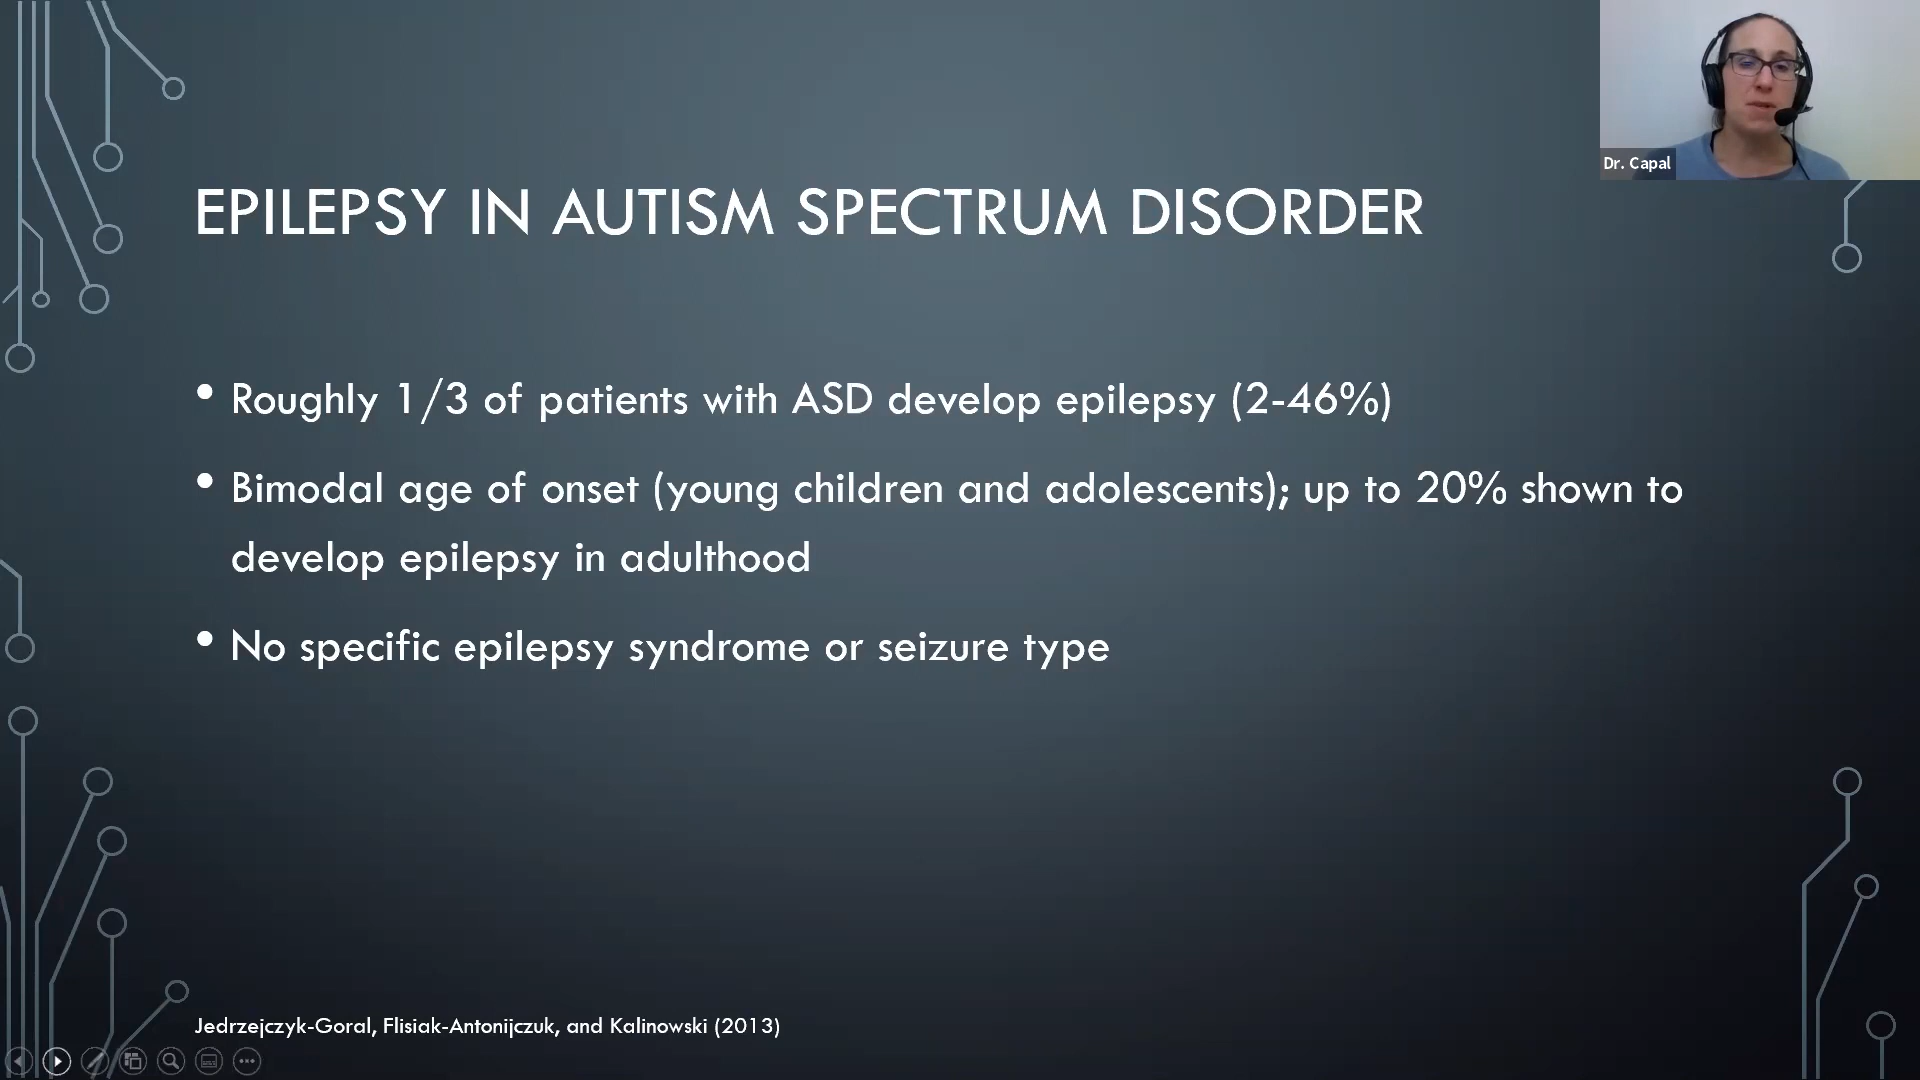 Dr. Capal
EPILEPSY IN AUTISM SPECTRUM DISORDER
• Roughly 1/3 of patients with ASD develop epilepsy (2-46%)
• Bimodal age of onset (young children and adolescents); up to 20% shown to
develop epilepsy in adulthood
• No specific epilepsy syndrome or seizure type
Jedrzejczyk-Goral, Flisiak-Antonijczuk, and Kalinowski (2013)